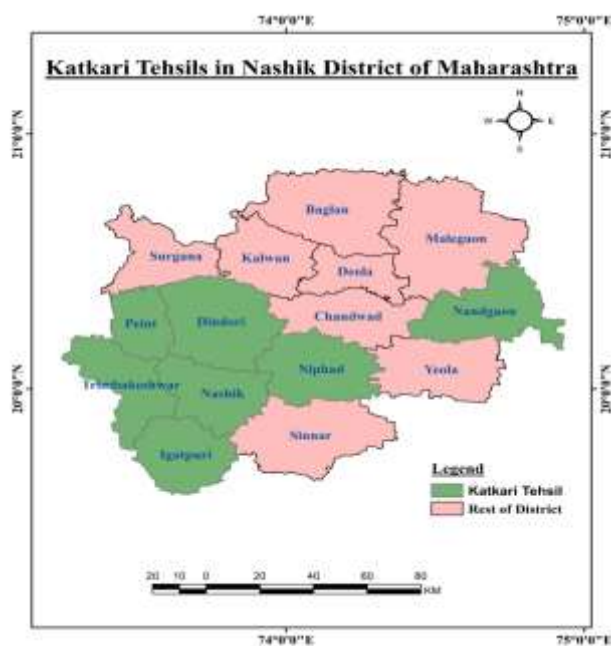 74°0'0"E
75°0'0"E
Katkari Tehsils in Nashik District of Maharashtra
N
W
E
S
21°0'0"N
21°0'0"N
Baglan
Malegaon
Surgana
Kalwan
Deola
Nandgaon
Chandwad
Peint
Dindori
Niphad
Yeola
20°0'0"N
20°0'0"N
Trimbakeshwar
Nashik
Sinnar
Igatpuri
Legend
Katkari Tehsil
Rest of District
20 10 0 20 40 60 80
KM
74°0'0"E
75°0'0"E